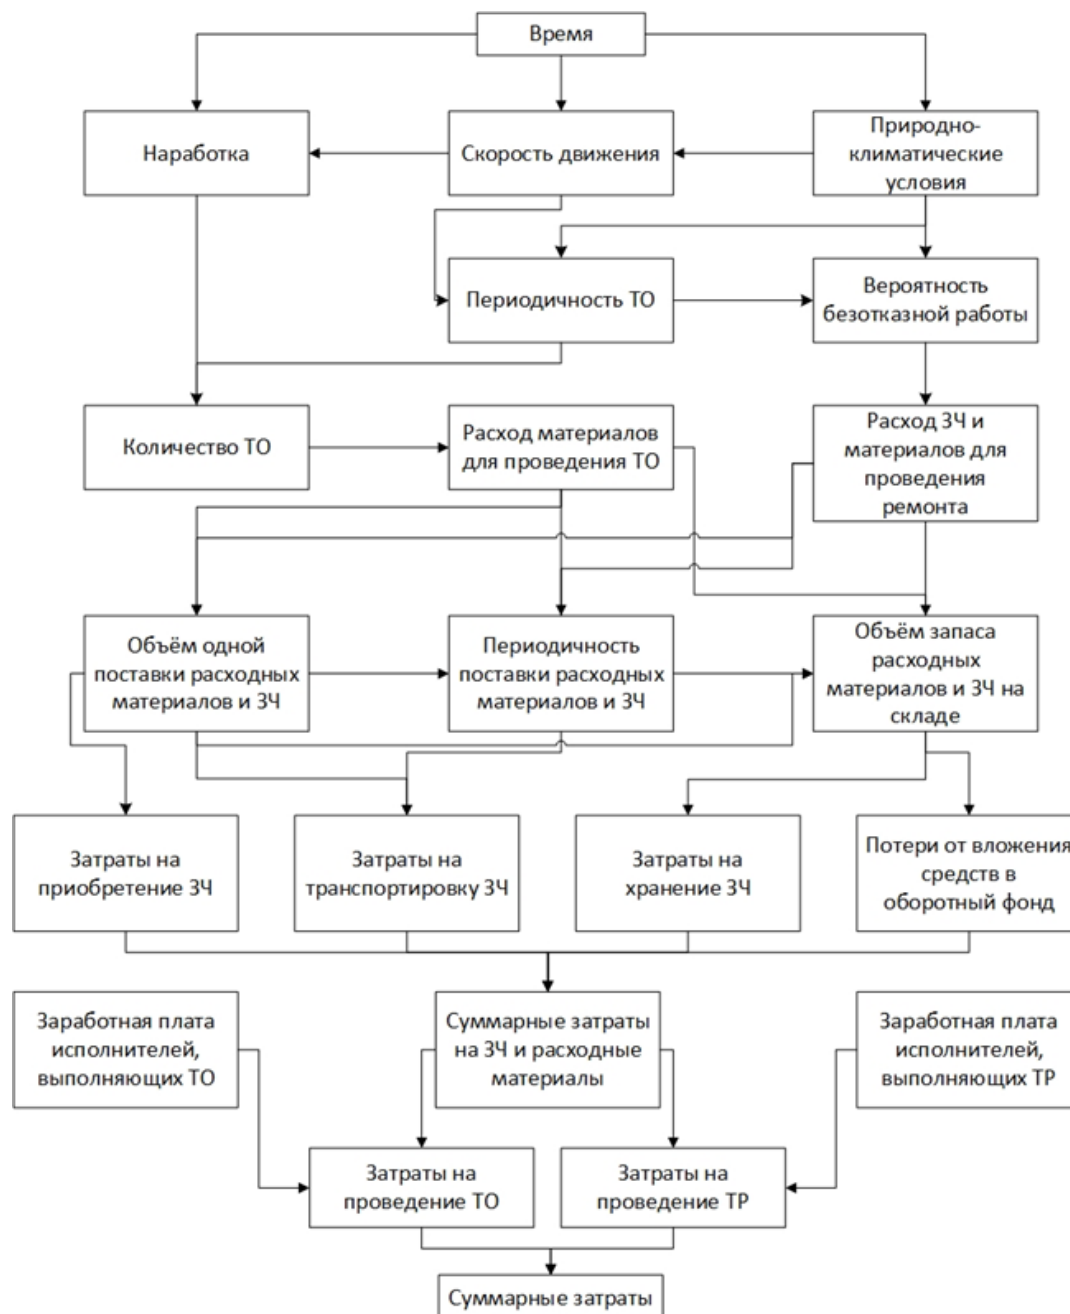 Время
Наработка
Скорость движения
Природно-
климатические
условия
Периодичность ТО
Вероятность
безотказной работы
Количество ТО
Расход материалов
для проведения ТО
Расход ЗЧ и
материалов для
проведения
ремонта
Объём одной
поставки расходных
материалов и ЗЧ
Периодичность
поставки расходных
материалов и ЗЧ
Объём запаса
расходных
материалов и ЗЧ на
складе
Затраты на
приобретение ЗЧ
Затраты на
транспортировку ЗЧ
Затраты на
хранение ЗЧ
Потери от вложения
средств в
оборотный фонд
Заработная плата
исполнителей,
выполняющих ТО
Суммарные затраты
на ЗЧ и расходные
материалы
Заработная плата
исполнителей,
выполняющих ТР
Затраты на
проведение ТО
Затраты на
проведение ТР
Суммарные затраты